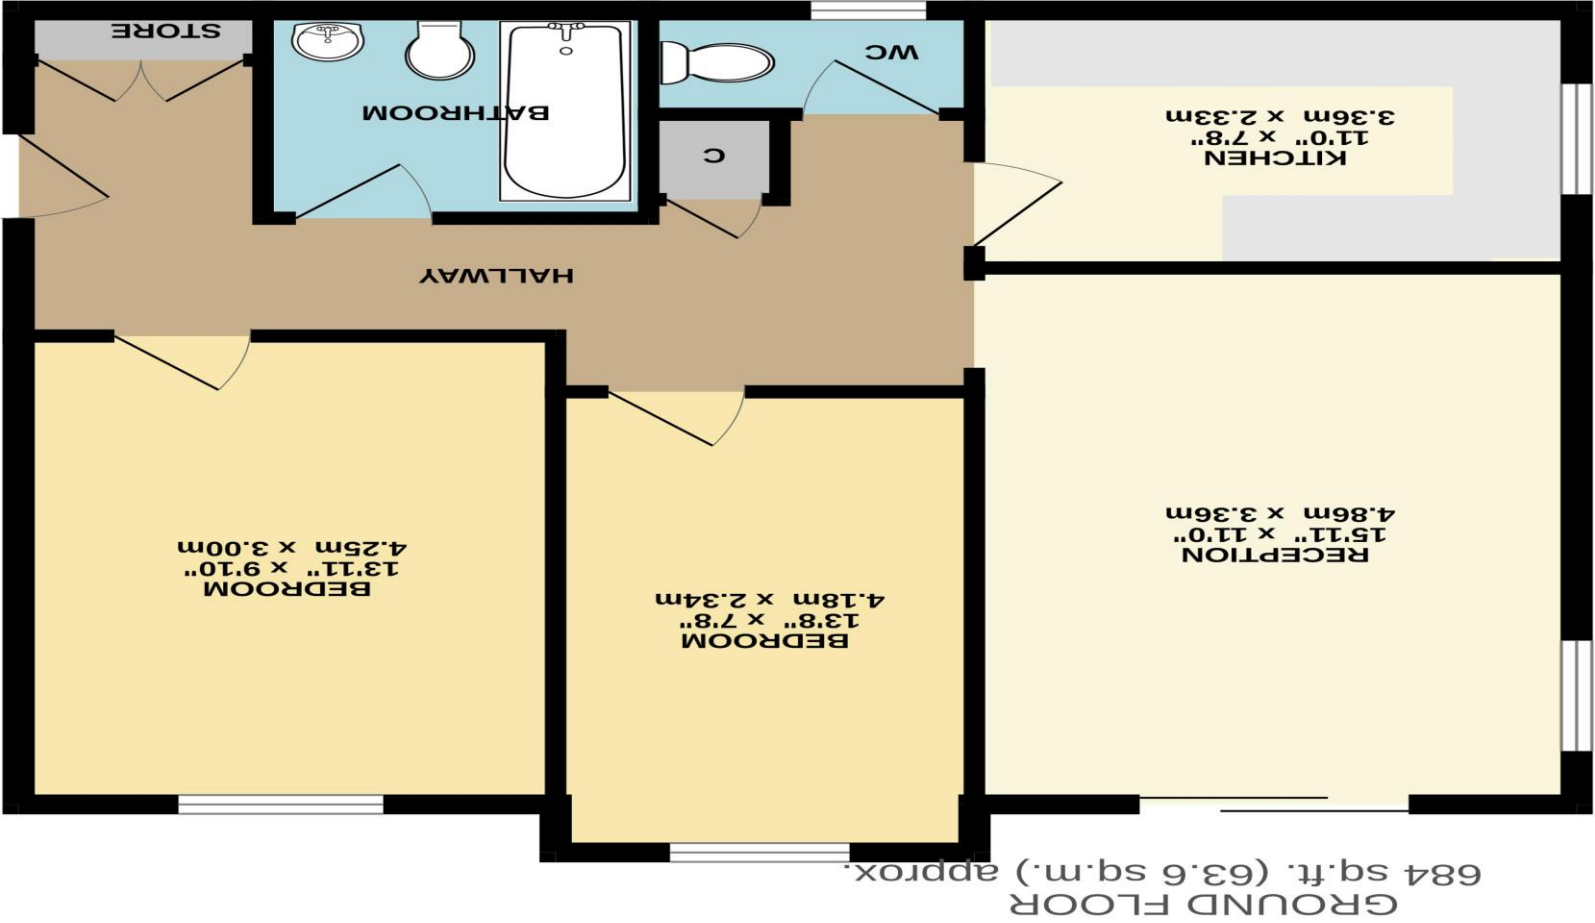 GROUND FLOOR
684 sq.ft. (63.6 sq.m.) approx.
RECEPTION
15'11" x 11'0"
4.86m x 3.36m
BEDROOM
13'8" x 7'8"
4.18m x 2.34m
BEDROOM
13'11" x 9'10"
4.25m x 3.00m
HALLWAY
KITCHEN
11'0" x 7'8"
3.36m x 2.33m
C
WC
BATHROOM
STORE